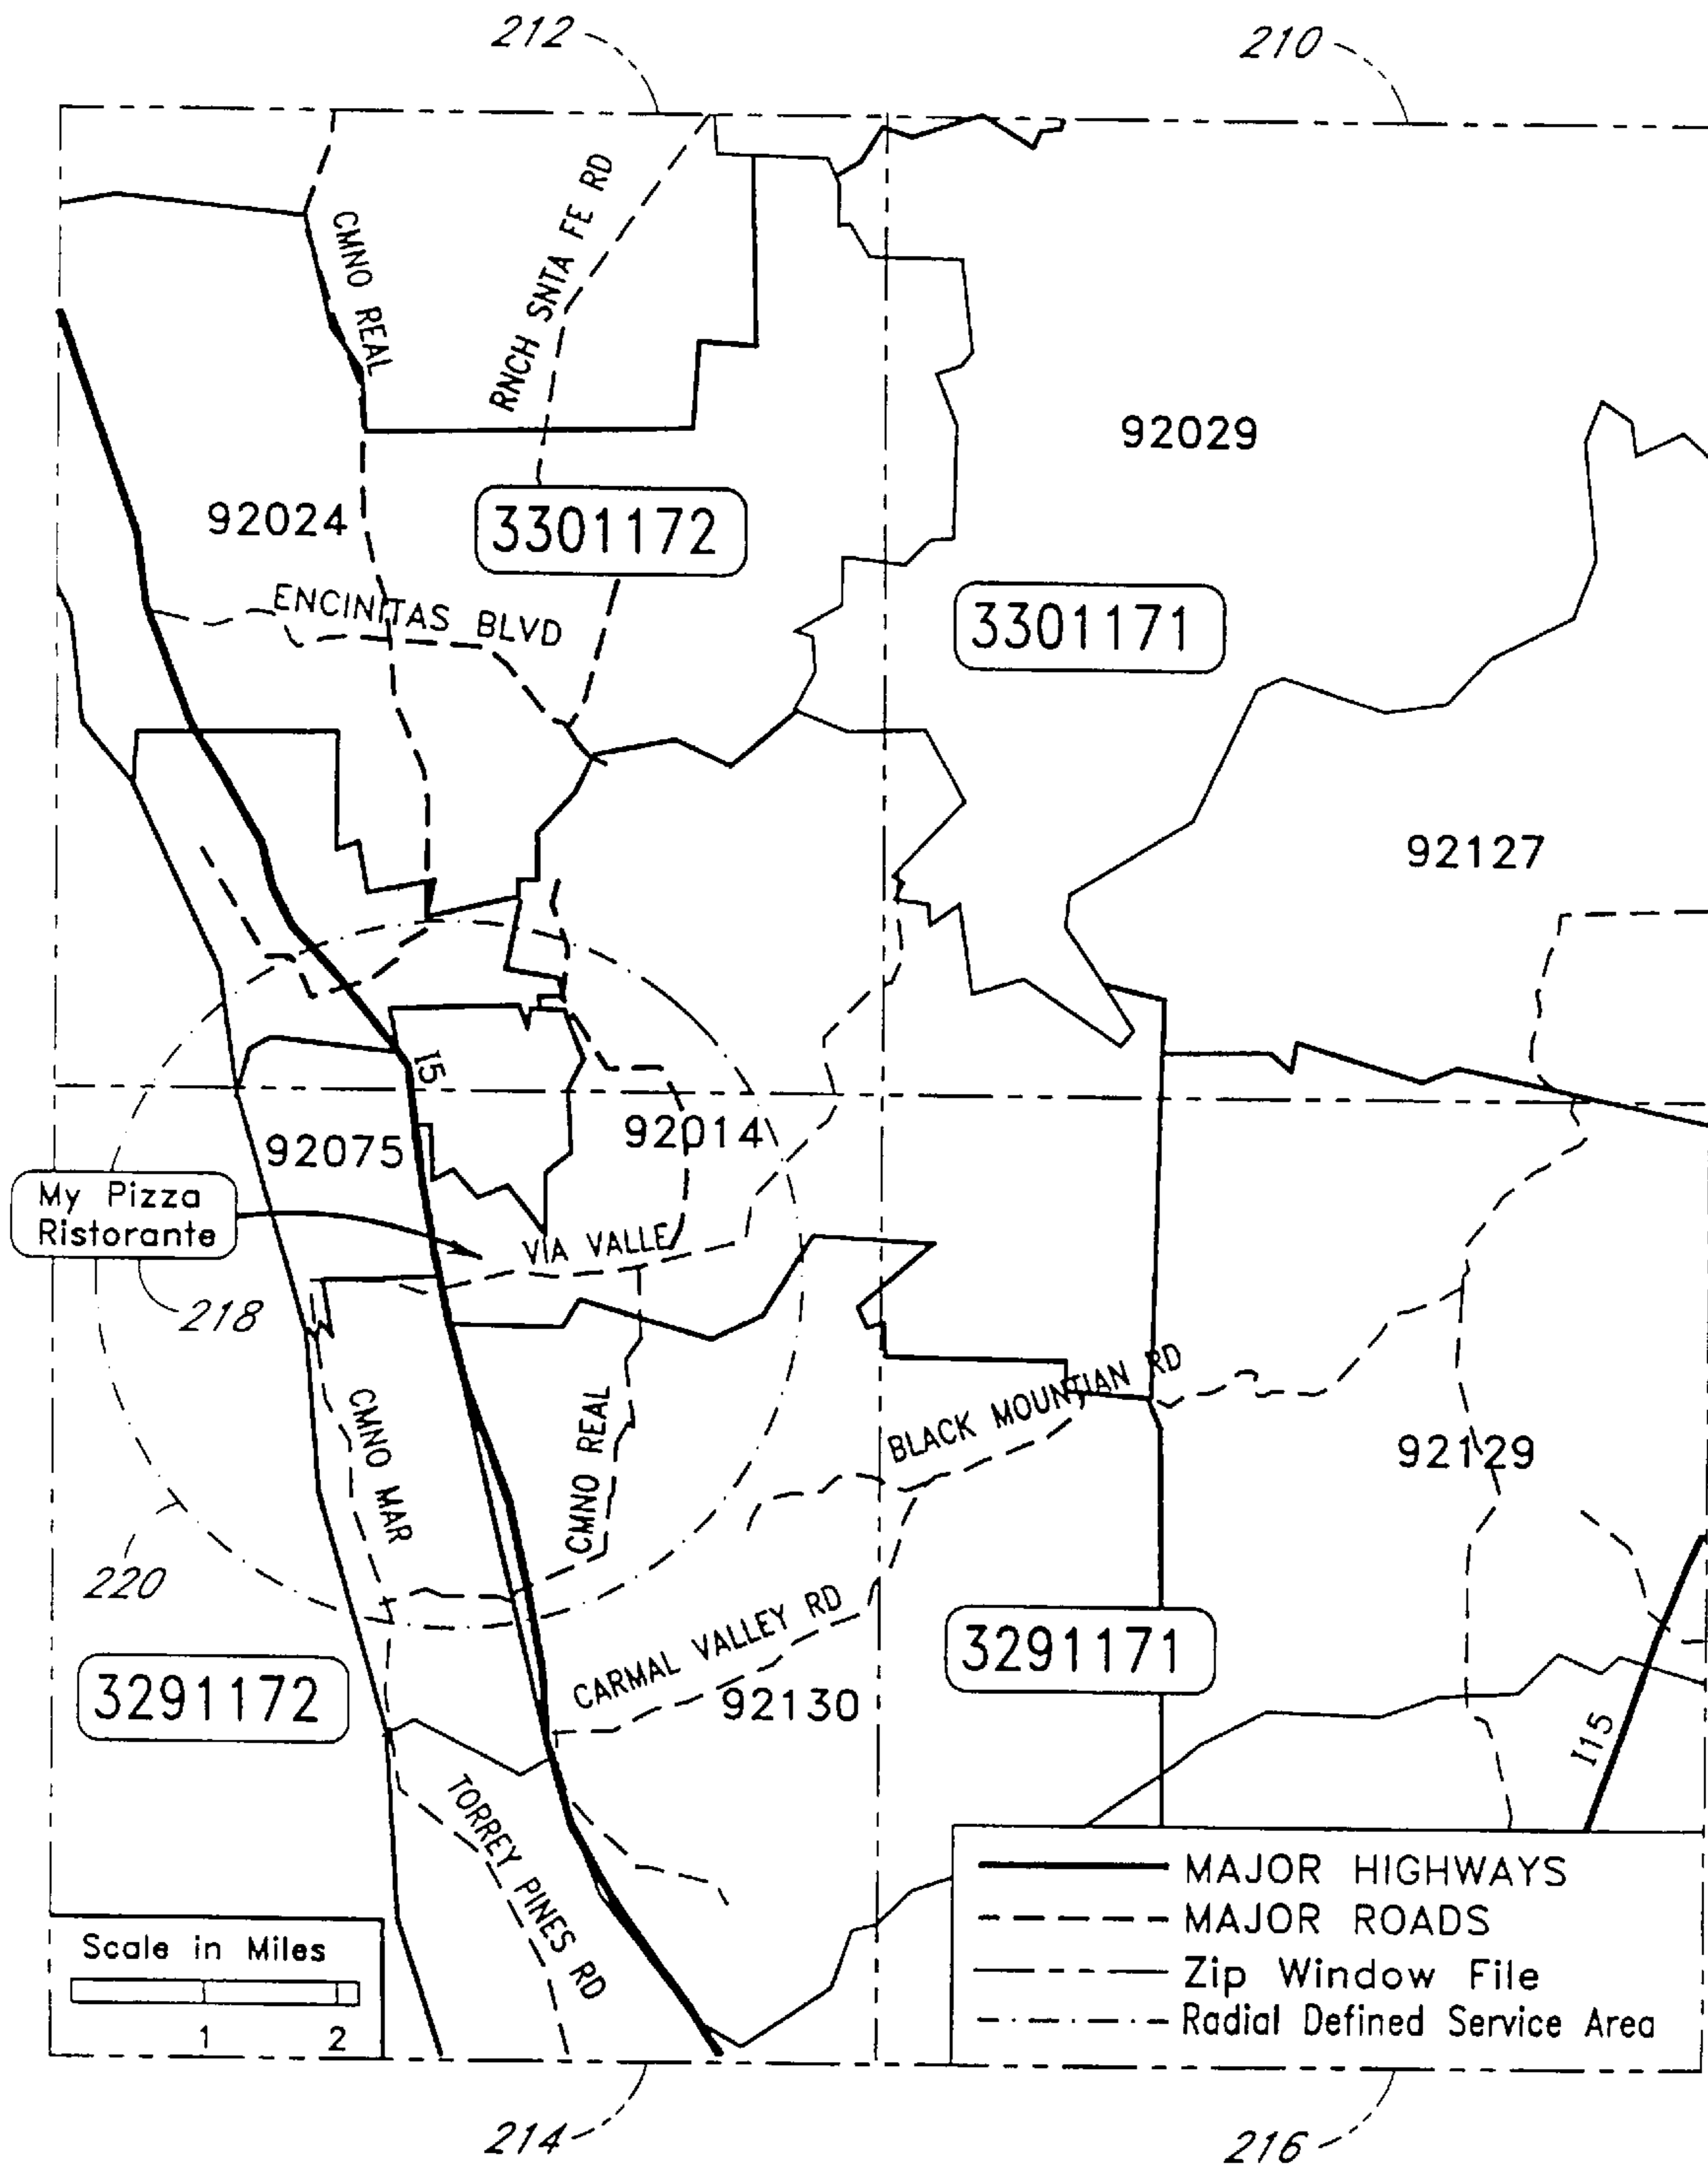 212
210
CMNO REAL
RNCH SNTA FE RD
92029
92024
3301172
ENCINITAS BLVD
3301171
92127
I5
92075
92014
My Pizza
Ristorante
VIA VALLE
218
CMNO MAR
CMNO REAL
BLACK MOUNTIAN RD
92129
220
CARMAL VALLEY RD
3291172
3291171
92130
I15
TORREY PINES RD
MAJOR HIGHWAYS
MAJOR ROADS
Zip Window File
Radial Defined Service Area
Scale in Miles
1 2
214
216